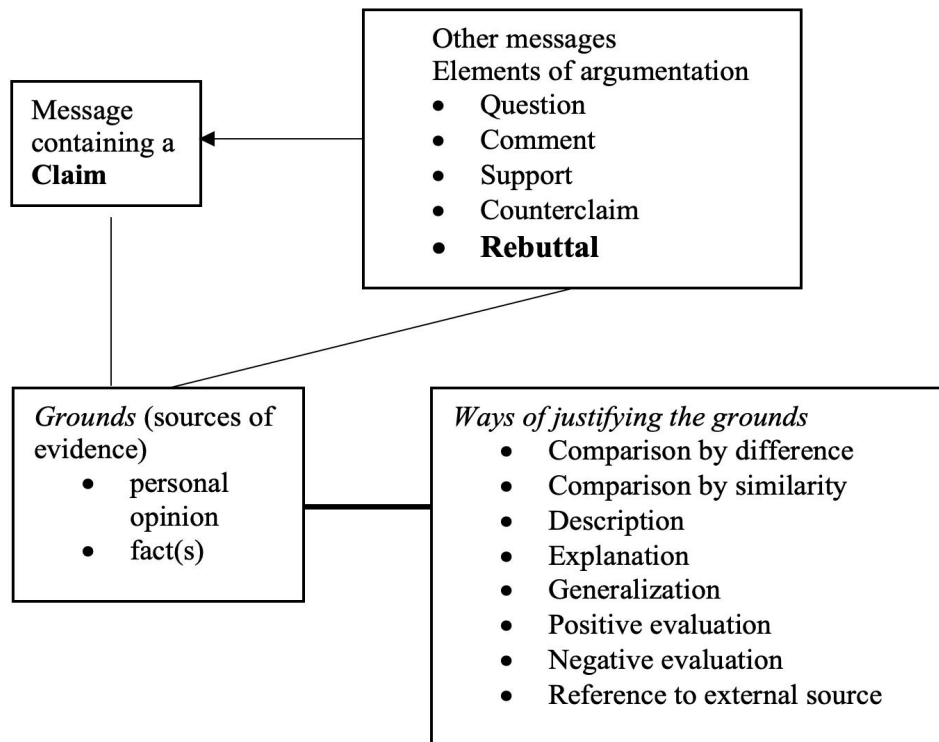 Other messages
Elements of argumentation
• Question
• Comment
• Support
• Counterclaim
• Rebuttal
Message
containing a
Claim
Grounds (sources of
evidence)
• personal
opinion
• fact(s)
Ways of justifying the grounds
• Comparison by difference
• Comparison by similarity
• Description
• Explanation
• Generalization
• Positive evaluation
• Negative evaluation
• Reference to external source